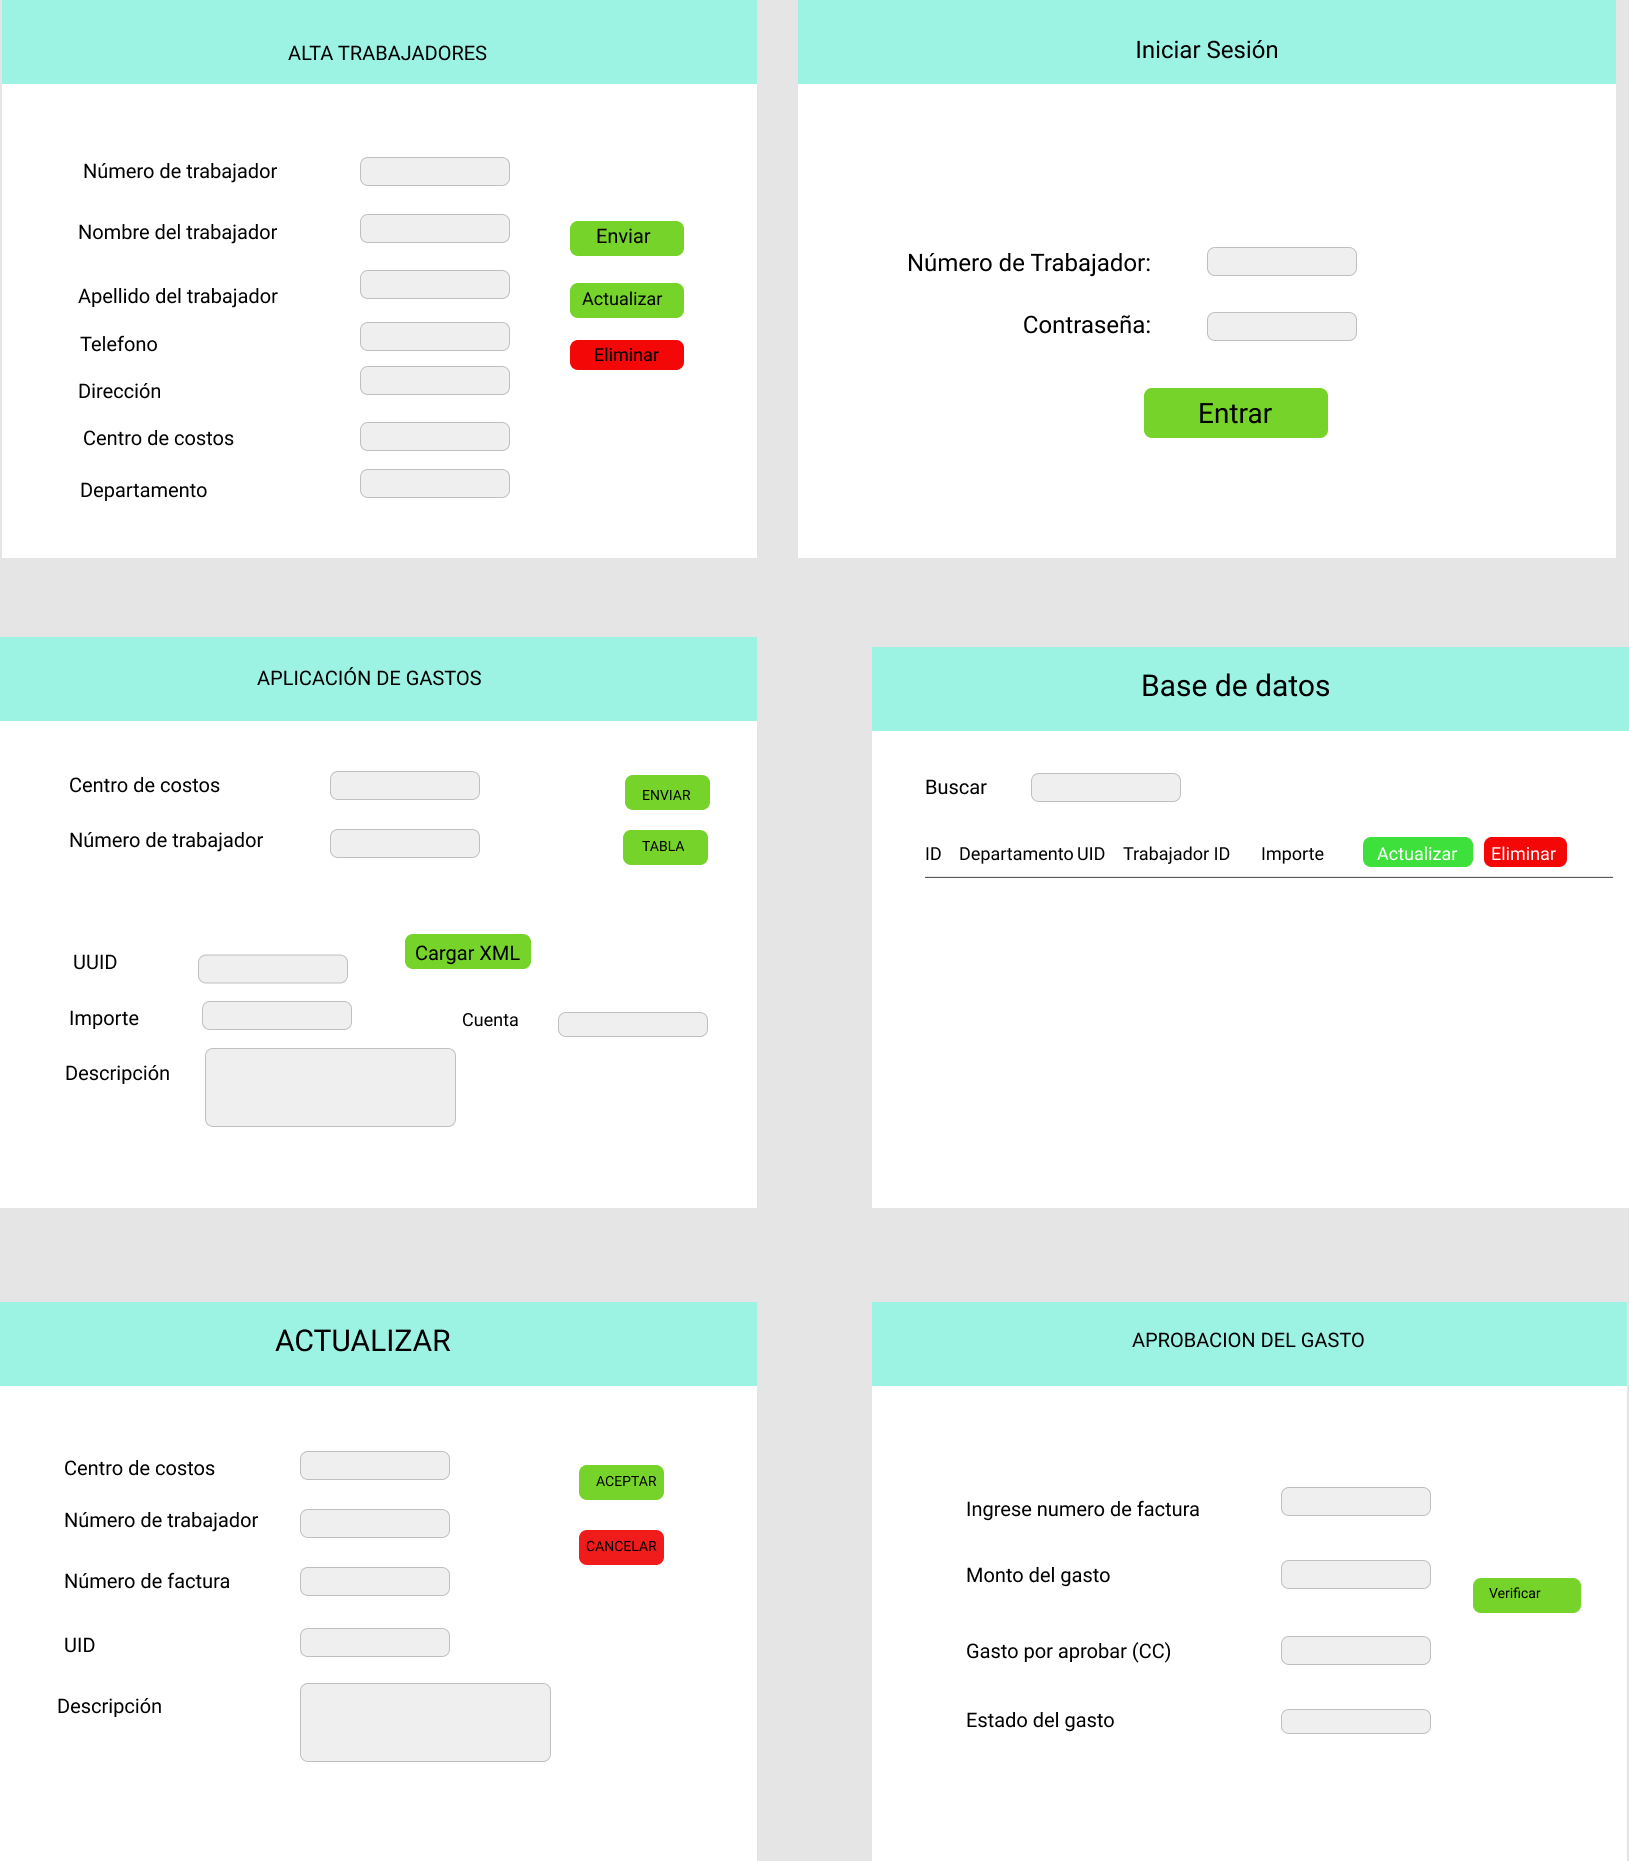 ALTA TRABAJADORES
Número de trabajador
Nombre del trabajador
Enviar
Apellido del trabajador
Actualizar
Telefono
Eliminar
Dirección
Centro de costos
Departamento
Iniciar Sesión
Número de Trabajador:
Contraseña:
Entrar
APLICACIÓN DE GASTOS
Centro de costos
ENVIAR
Número de trabajador
TABLA
UUID
Cargar XML
Importe
Cuenta
Descripción
Base de datos
Buscar
ID Departamento UID Trabajador ID Importe Actualizar Eliminar
ACTUALIZAR
Centro de costos
ACEPTAR
Número de trabajador
CANCELAR
Número de factura
UID
Descripción
APROBACION DEL GASTO
Ingrese numero de factura
Monto del gasto
Verificar
Gasto por aprobar (CC)
Estado del gasto